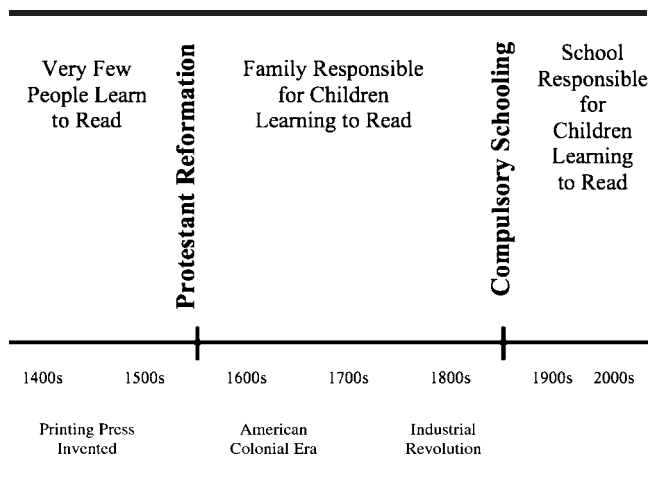 Very Few
People Learn
to Read
Protestant Reformation
Family Responsible
for Children
Learning to Read
Compulsory Schooling
School
Responsible
for
Children
Learning
to Read
1400s 1500s 1600s 1700s 1800s 1900s 2000s
Printing Press
Invented
American
Colonial Era
Industrial
Revolution